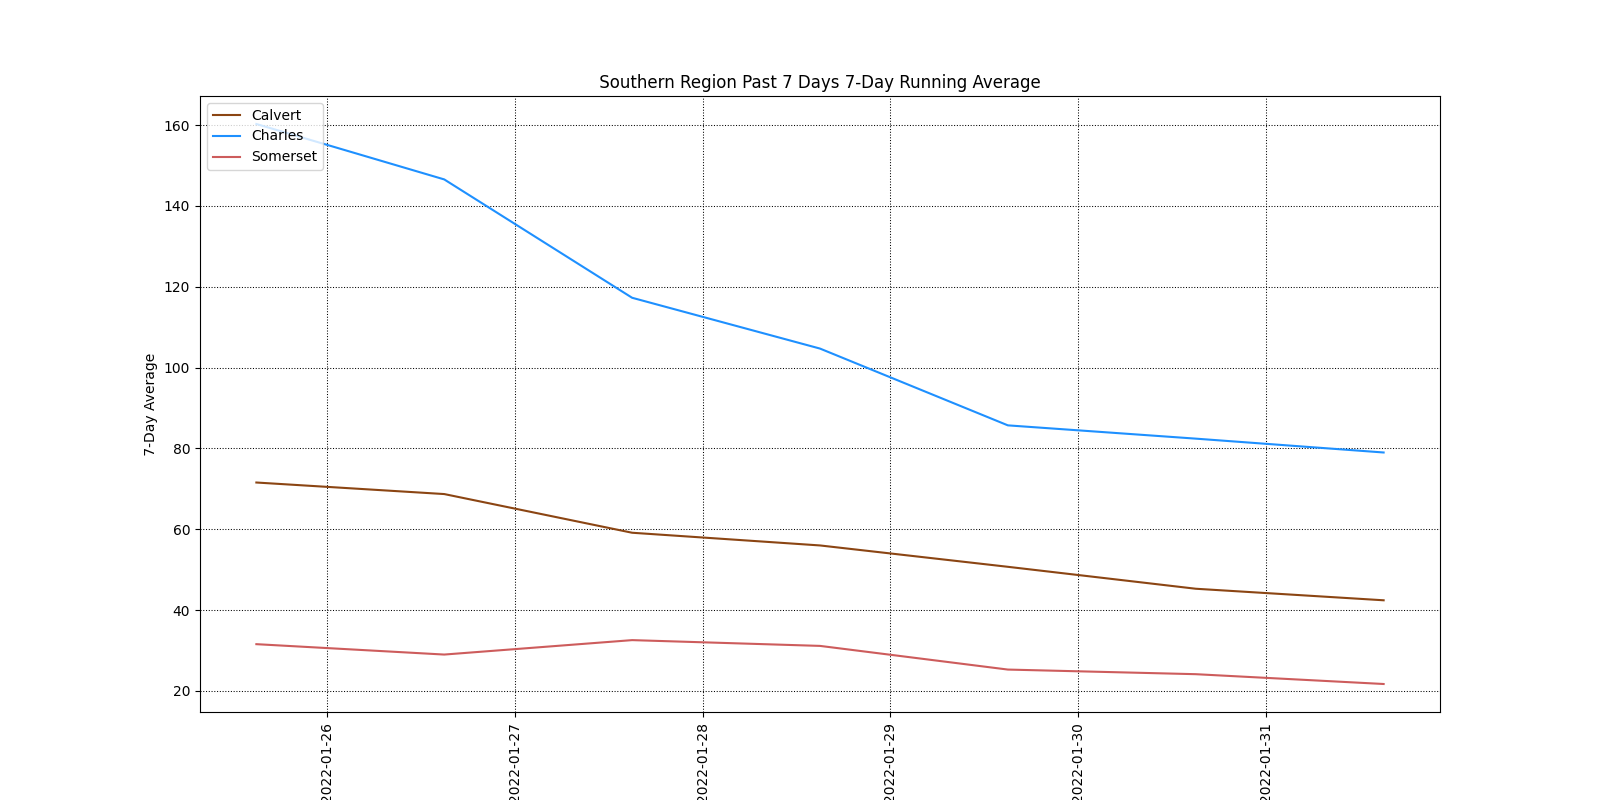 Southern Region Past 7 Days 7-Day Running Average
Calvert
Charles
Somerset
160
140
120
100
80
60
40
20
7-Day Average
2022-01-26
2022-01-27
2022-01-28
2022-01-29
2022-01-30
2022-01-31